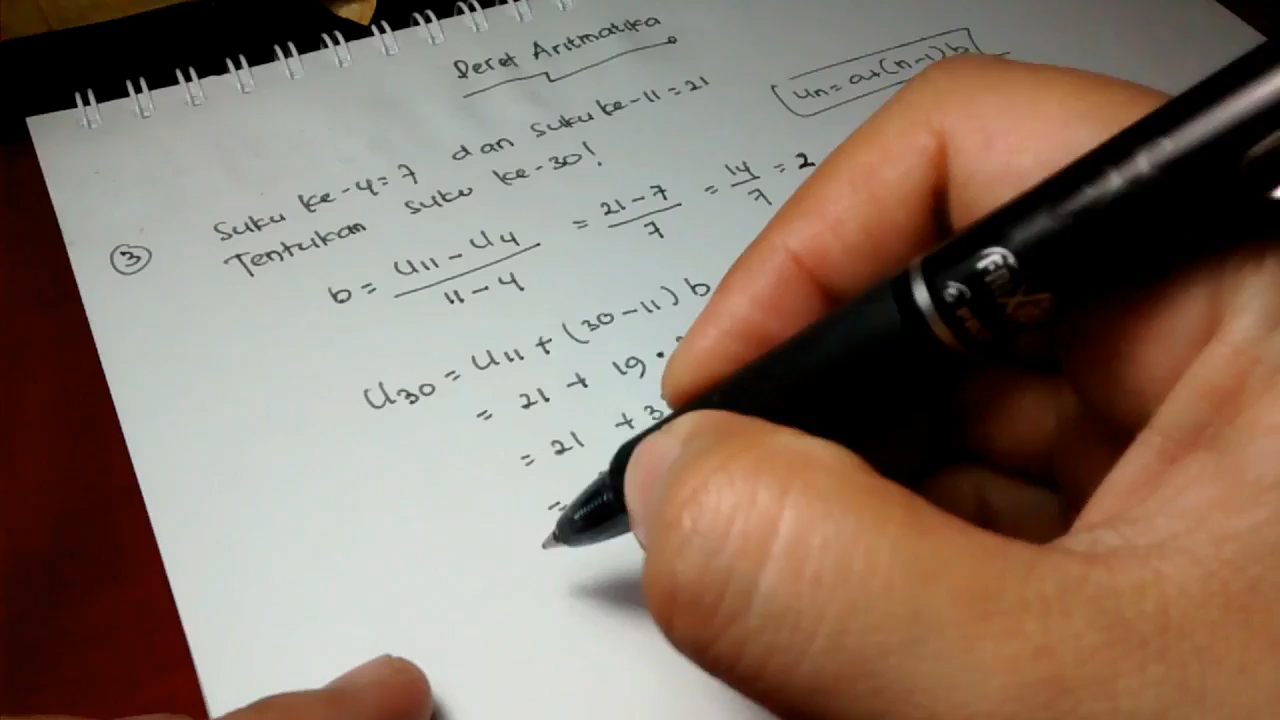 Deret Aritmatika
Un = a+(n-1)b
③ Suku ke-4=7 dan suku ke-11=21
Tentukan suku ke-30!
b = U11 - U4 / 11 - 4 = 21 - 7 / 7 = 14 / 7 = 2
U30 = U11 + (30-11) b
= 21 + 19 .
= 21 + 3
=